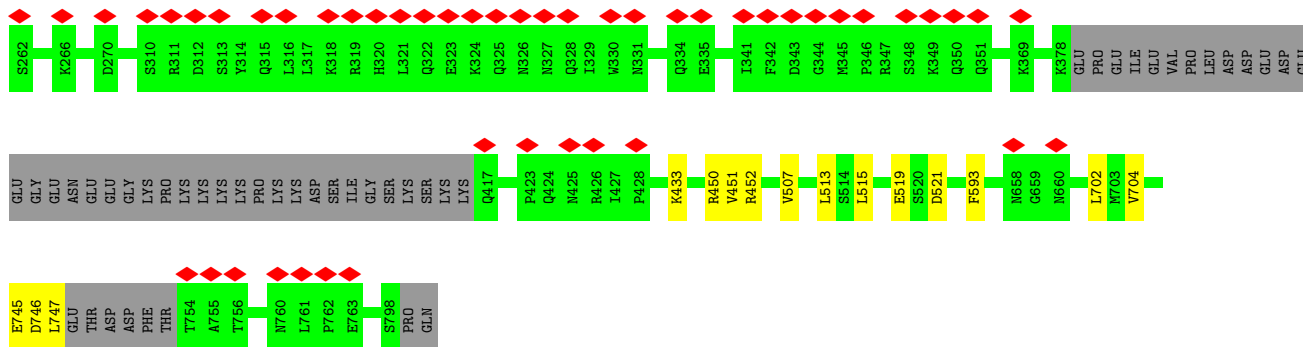 S262 K266 D270 S310 R311 D312 S313 Y314 Q315 L316 L317 K318 R319 H320 L321 Q322 E323 K324 Q325 N326 N327 Q328 I329 W330 N331 Q334 E335 I341 F342 D343 G344 M345 P346 R347 S348 K349 Q350 Q351 K369 K378 GLU PRO GLU ILE GLU VAL PRO LEU ASP ASP GLU ASP GLU
GLU GLY GLU ASN GLU GLU GLY LYS PRO LYS LYS LYS LYS PRO LYS LYS ASP SER ILE GLY SER LYS SER LYS LYS Q417 P423 Q424 N425 R426 I427 P428 K433 R450 V451 R452 V507 L513 S514 L515 E519 S520 D521 F593 N658 G659 N660 L702 M703 V704
E745 D746 L747 GLU THR ASP ASP PHE THR T754 A755 T756 N760 L761 P762 E763 S798 PRO GLN